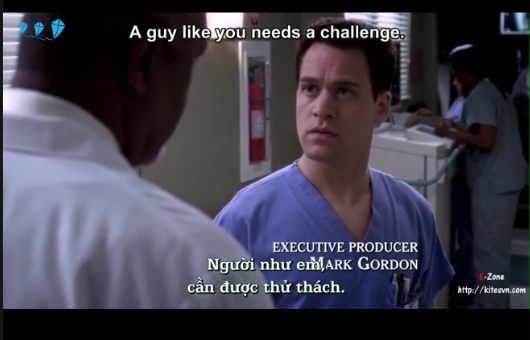 A guy like you needs a challenge.
EXECUTIVE PRODUCER
MARK GORDON
Người như em,
cần được thử thách.
E-Zone
http://kitesvn.com